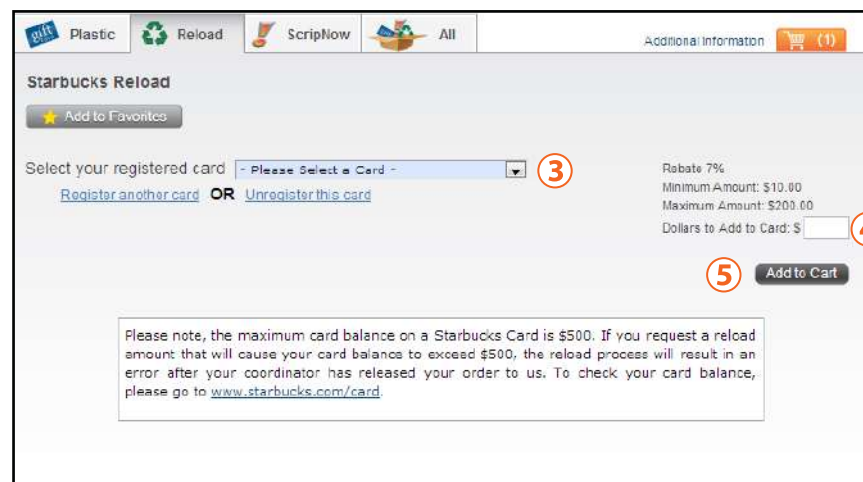 gift Plastic Reload ScripNow All Additional Information (1)
Starbucks Reload
Add to Favorites
Select your registered card - Please Select a Card - 3
Register another card OR Unregister this card
Rebate 7%
Minimum Amount: $10.00
Maximum Amount: $200.00
Dollars to Add to Card: $ 4
5 Add to Cart
Please note, the maximum card balance on a Starbucks Card is $500. If you request a reload
amount that will cause your card balance to exceed $500, the reload process will result in an
error after your coordinator has released your order to us. To check your card balance,
please go to www.starbucks.com/card.